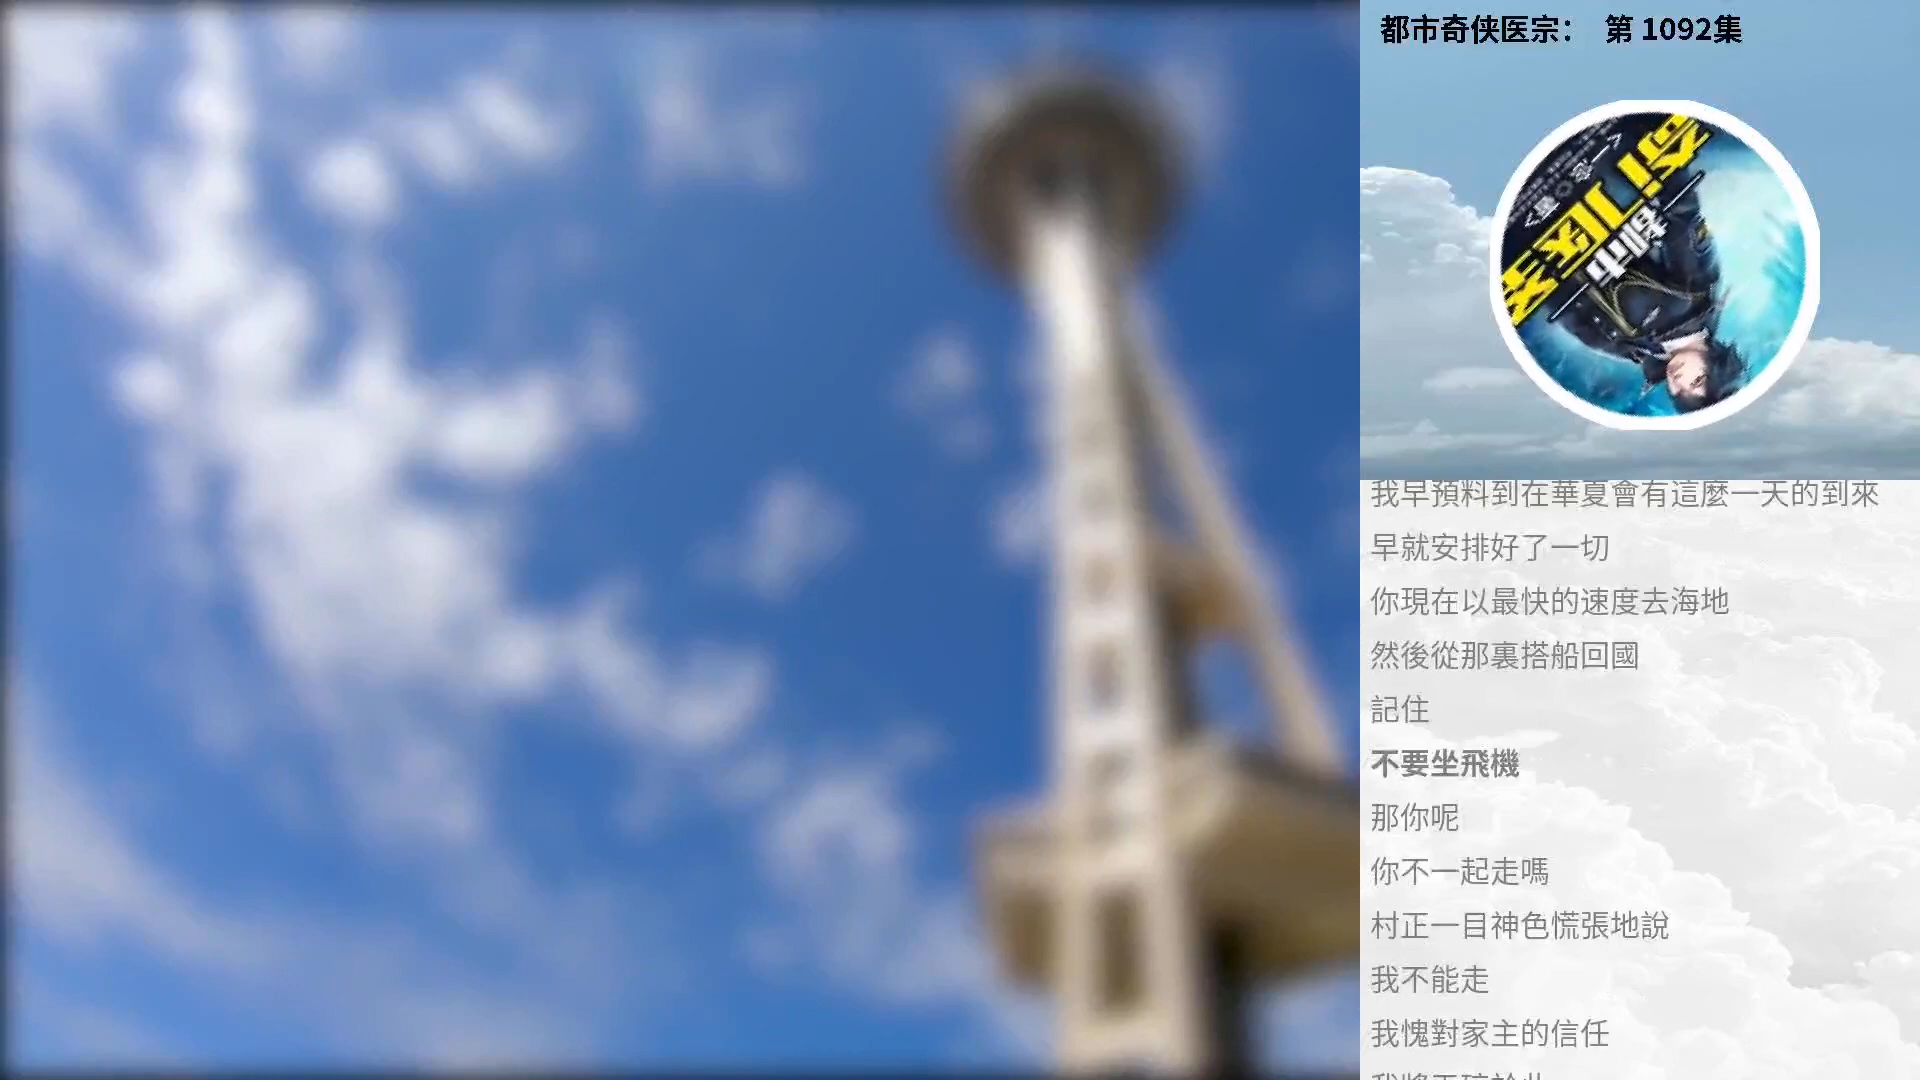 都市奇侠医宗： 第 1092集
都市
我早預料到在華夏會有這麼一天的到來
早就安排好了一切
你現在以最快的速度去海地
然後從那裏搭船回國
記住
不要坐飛機
那你呢
你不一起走嗎
村正一目神色慌張地說
我不能走
我愧對家主的信任